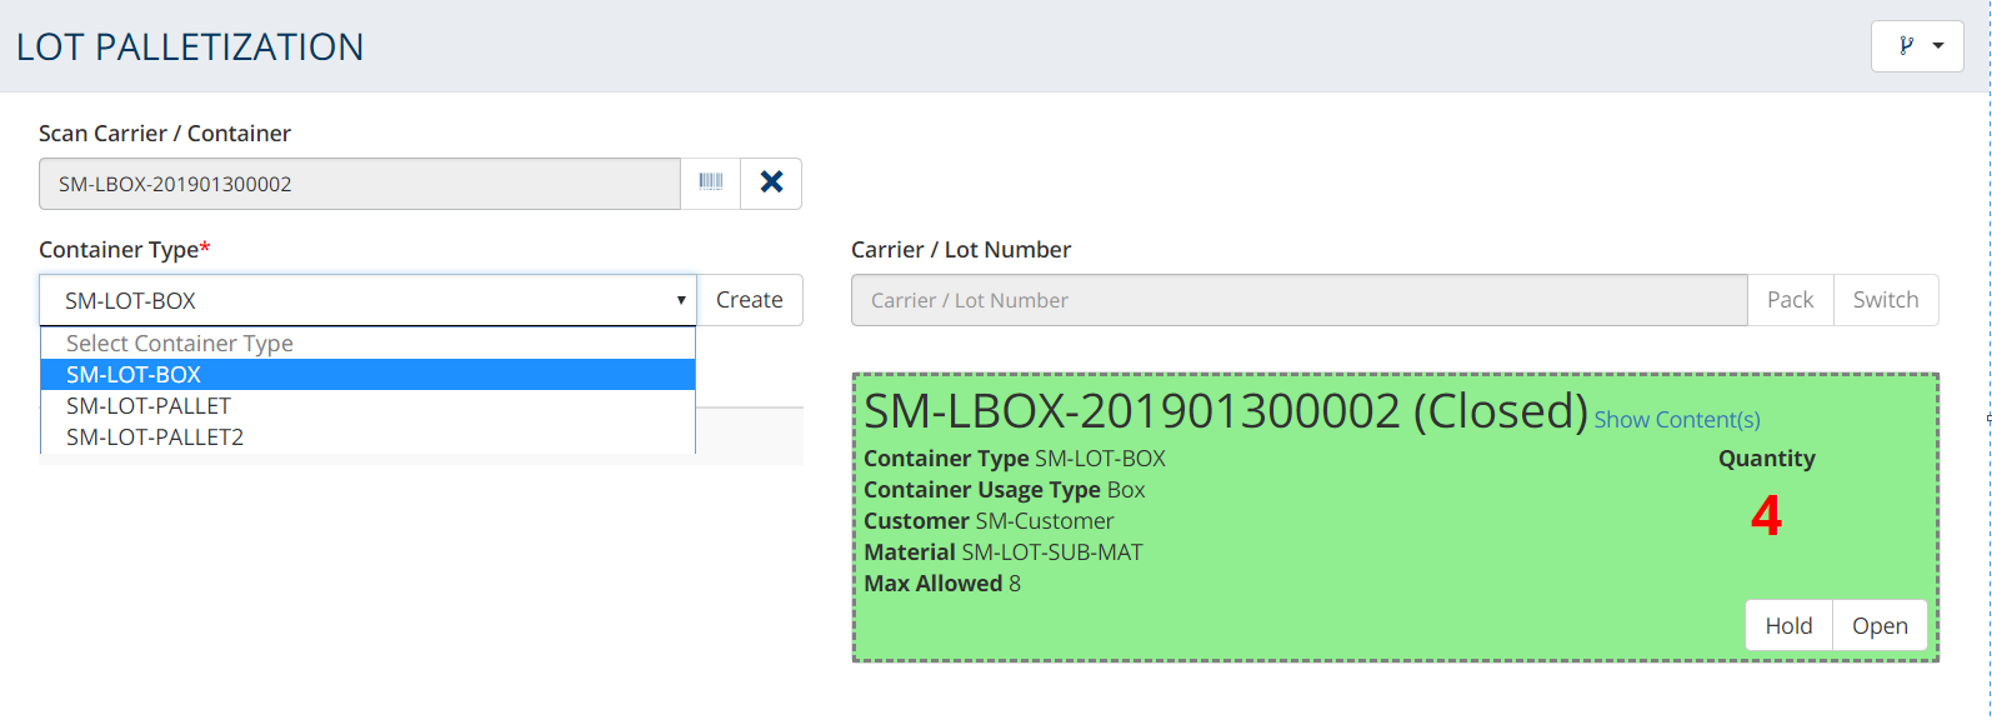 LOT PALLETIZATION
Scan Carrier / Container
SM-LBOX-201901300002
Container Type*
SM-LOT-BOX
Create
Select Container Type
SM-LOT-BOX
SM-LOT-PALLET
SM-LOT-PALLET2
Carrier / Lot Number
Carrier / Lot Number
Pack
Switch
SM-LBOX-201901300002 (Closed) Show Content(s)
Container Type SM-LOT-BOX
Container Usage Type Box
Customer SM-Customer
Material SM-LOT-SUB-MAT
Max Allowed 8
Quantity
4
Hold
Open